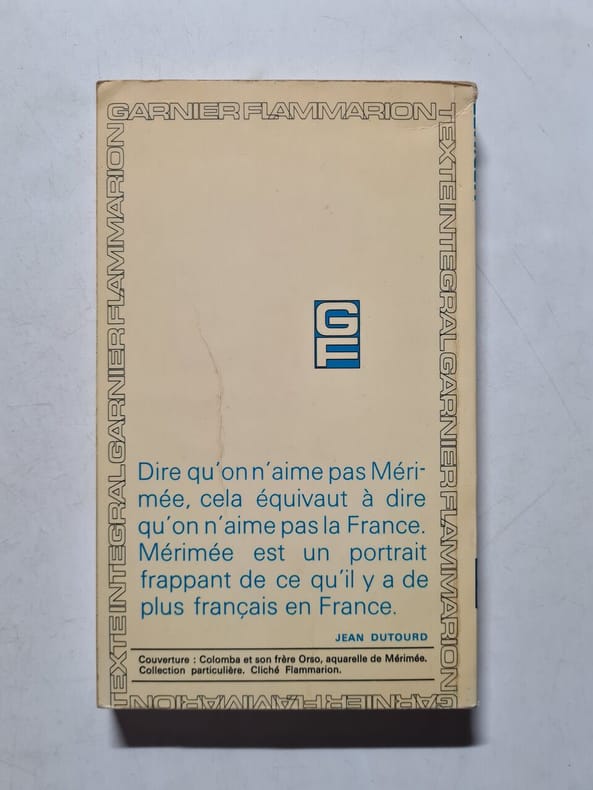 GARNIER FLAMMARION
TEXTE INTEGRAL GARNIER FLAMMARION
TEXTE INTEGRAL GARNIER FLAMMARION
GF
Dire qu'on n'aime pas Méri-
mée, cela équivaut à dire
qu'on n'aime pas la France.
Mérimée est un portrait
frappant de ce qu'il y a de
plus français en France.
JEAN DUTOURD
Couverture : Colomba et son frère Orso, aquarelle de Mérimée.
Collection particulière. Cliché Flammarion.
GARNIER FLAMMARION